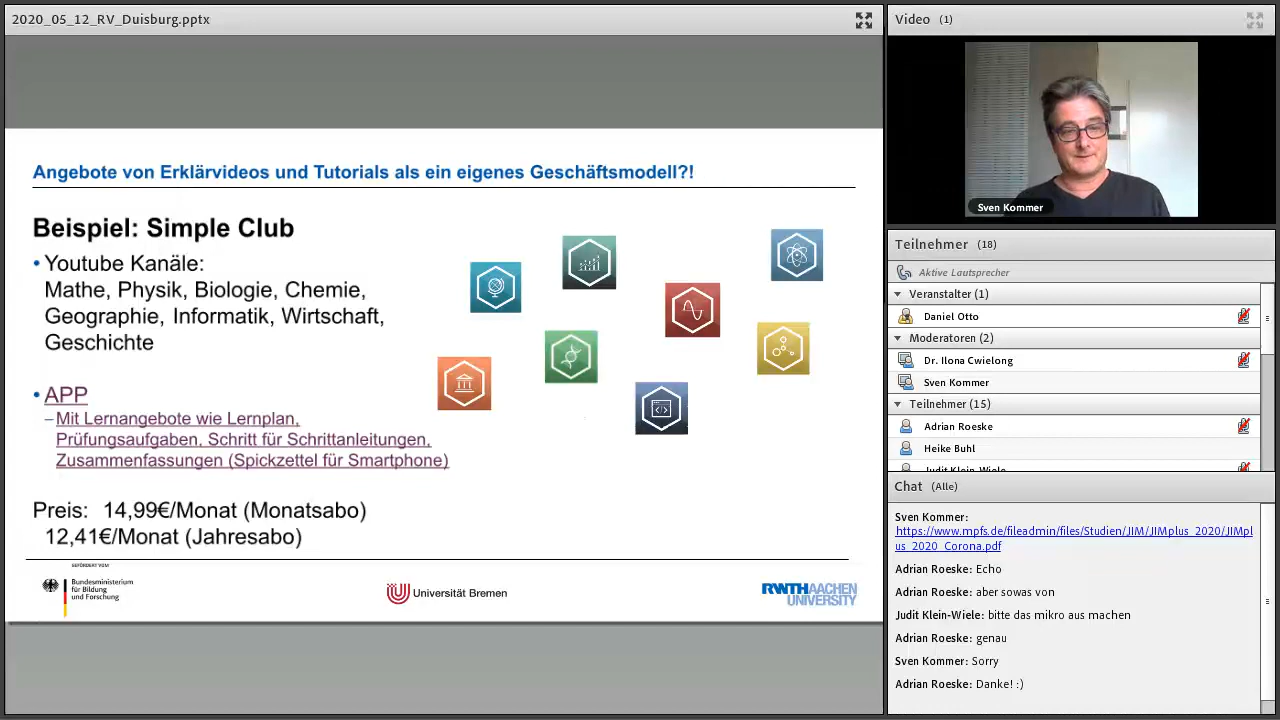 2020_05_12_RV_Duisburg.pptx
Angebote von Erklärvideos und Tutorials als ein eigenes Geschäftsmodell?!
Beispiel: Simple Club
•Youtube Kanäle:
Mathe, Physik, Biologie, Chemie,
Geographie, Informatik, Wirtschaft,
Geschichte
•APP
–Mit Lernangebote wie Lernplan,
Prüfungsaufgaben, Schritt für Schrittanleitungen,
Zusammenfassungen (Spickzettel für Smartphone)
Preis: 14,99€/Monat (Monatsabo)
12,41€/Monat (Jahresabo)
GEFÖRDERT VOM
Bundesministerium
für Bildung
und Forschung
Universität Bremen
RWTHAACHEN
UNIVERSITY
Video (1)
Sven Kommer
Teilnehmer (18)
Aktive Lautsprecher
Veranstalter (1)
Daniel Otto
Moderatoren (2)
Dr. Ilona Cwielong
Sven Kommer
Teilnehmer (15)
Adrian Roeske
Heike Buhl
Judit Klein-Wiele
Chat (Alle)
Sven Kommer:
https://www.mpfs.de/fileadmin/files/Studien/JIM/JIMplus_2020/JIMpl
us_2020_Corona.pdf
Adrian Roeske: Echo
Adrian Roeske: aber sowas von
Judit Klein-Wiele: bitte das mikro aus machen
Adrian Roeske: genau
Sven Kommer: Sorry
Adrian Roeske: Danke! :)